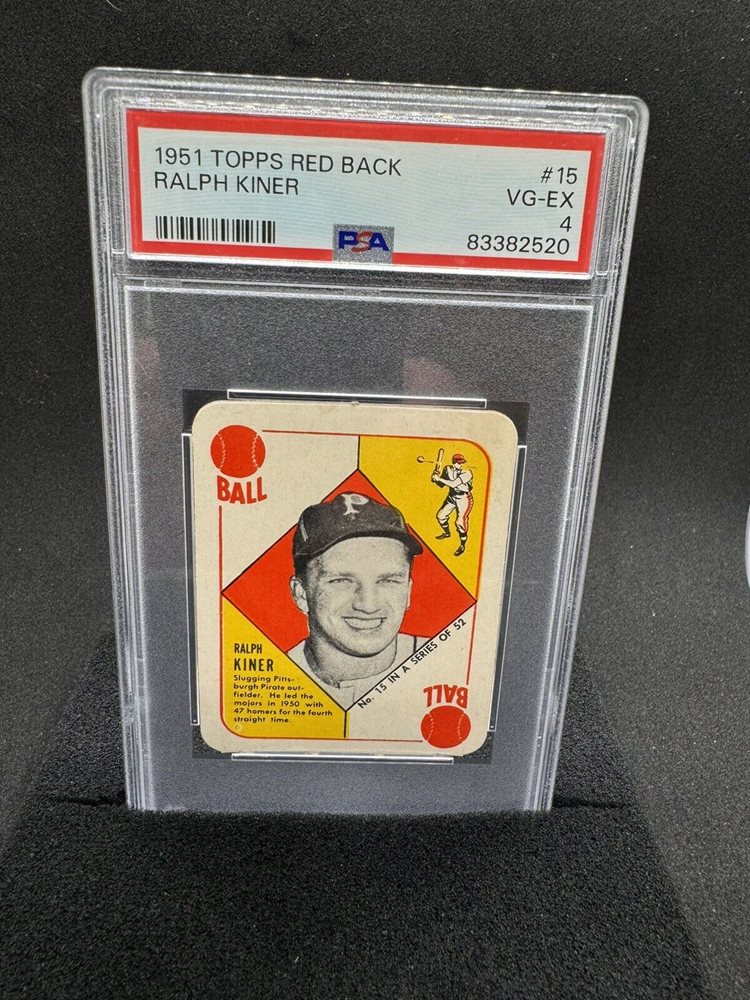 1951 TOPPS RED BACK
RALPH KINER
#15
VG-EX
4
83382520
PSA
BALL
P
RALPH
KINER
Slugging Pitts-
burgh Pirate out-
fielder. He led the
majors in 1950 with
47 homers for the fourth
straight time.
No. 15 IN A SERIES OF 52
BALL